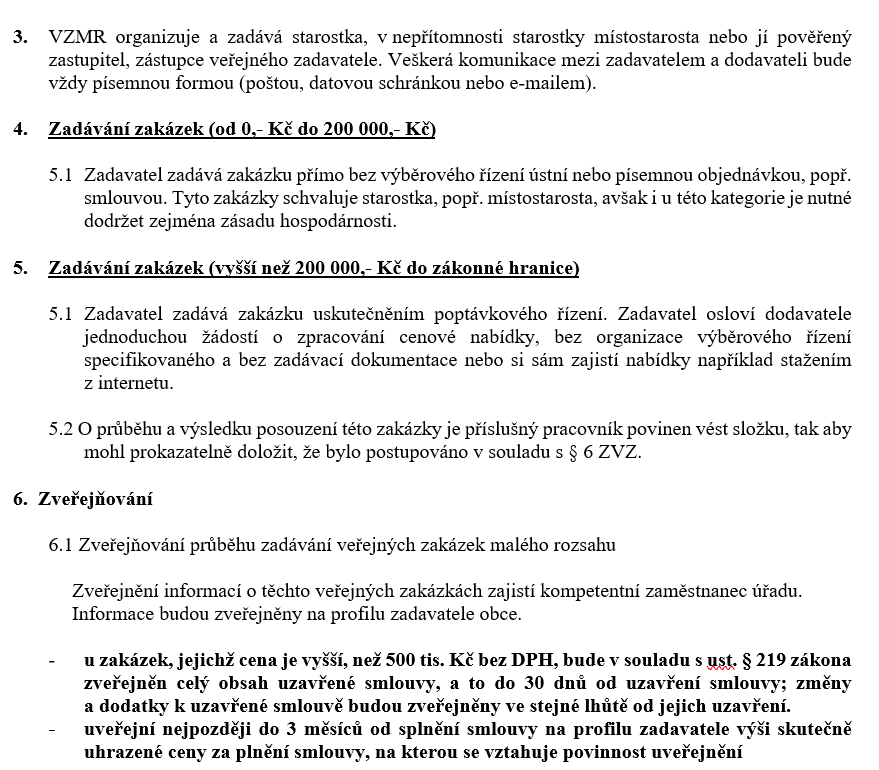 3. VZMR organizuje a zadává starostka, v nepřítomnosti starostky místostarosta nebo jí pověřený
zastupitel, zástupce veřejného zadavatele. Veškerá komunikace mezi zadavatelem a dodavateli bude
vždy písemnou formou (poštou, datovou schránkou nebo e-mailem).
4. Zadávání zakázek (od 0,- Kč do 200 000,- Kč)
5.1 Zadavatel zadává zakázku přímo bez výběrového řízení ústní nebo písemnou objednávkou, popř.
smlouvou. Tyto zakázky schvaluje starostka, popř. místostarosta, avšak i u této kategorie je nutné
dodržet zejména zásadu hospodárnosti.
5. Zadávání zakázek (vyšší než 200 000,- Kč do zákonné hranice)
5.1 Zadavatel zadává zakázku uskutečněním poptávkového řízení. Zadavatel osloví dodavatele
jednoduchou žádostí o zpracování cenové nabídky, bez organizace výběrového řízení
specifikovaného a bez zadávací dokumentace nebo si sám zajistí nabídky například stažením
z internetu.
5.2 O průběhu a výsledku posouzení této zakázky je příslušný pracovník povinen vést složku, tak aby
mohl prokazatelně doložit, že bylo postupováno v souladu s § 6 ZVZ.
6. Zveřejňování
6.1 Zveřejňování průběhu zadávání veřejných zakázek malého rozsahu
Zveřejnění informací o těchto veřejných zakázkách zajistí kompetentní zaměstnanec úřadu.
Informace budou zveřejněny na profilu zadavatele obce.
- u zakázek, jejichž cena je vyšší, než 500 tis. Kč bez DPH, bude v souladu s ust. § 219 zákona
zveřejněn celý obsah uzavřené smlouvy, a to do 30 dnů od uzavření smlouvy; změny
a dodatky k uzavřené smlouvě budou zveřejněny ve stejné lhůtě od jejich uzavření.
- uveřejní nejpozději do 3 měsíců od splnění smlouvy na profilu zadavatele výši skutečně
uhrazené ceny za plnění smlouvy, na kterou se vztahuje povinnost uveřejnění